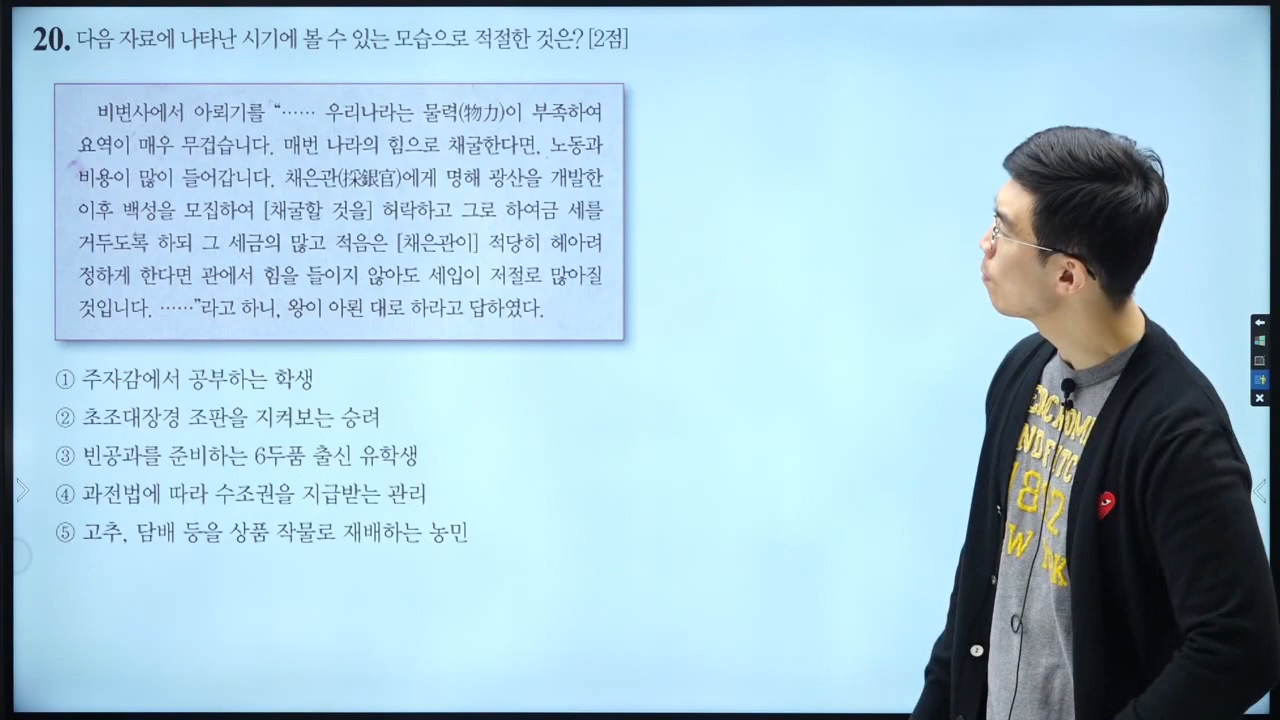 20. 다음 자료에 나타난 시기에 볼 수 있는 모습으로 적절한 것은? [2점]
비변사에서 아뢰기를 “…… 우리나라는 물력(物力)이 부족하여
요역이 매우 무겁습니다. 매번 나라의 힘으로 채굴한다면, 노동과
비용이 많이 들어갑니다. 채은관(採銀官)에게 명해 광산을 개발한
이후 백성을 모집하여 [채굴할 것을] 허락하고 그로 하여금 세를
거두도록 하되 그 세금의 많고 적음은 [채은관이] 적당히 헤아려
정하게 한다면 관에서 힘을 들이지 않아도 세입이 저절로 많아질
것입니다. ……”라고 하니, 왕이 아뢴 대로 하라고 답하였다.
① 주자감에서 공부하는 학생
② 초조대장경 조판을 지켜보는 승려
③ 빈공과를 준비하는 6두품 출신 유학생
④ 과전법에 따라 수조권을 지급받는 관리
⑤ 고추, 담배 등을 상품 작물로 재배하는 농민
1892